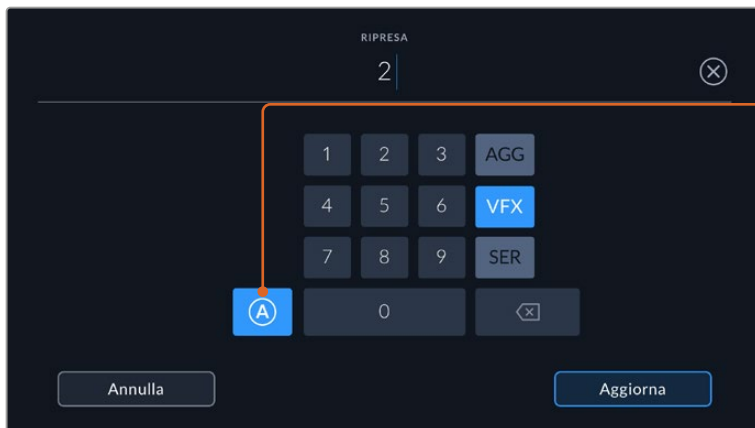 RIPRESA
2
1 2 3 AGG
4 5 6 VFX
7 8 9 SER
A 0
Annulla Aggiorna